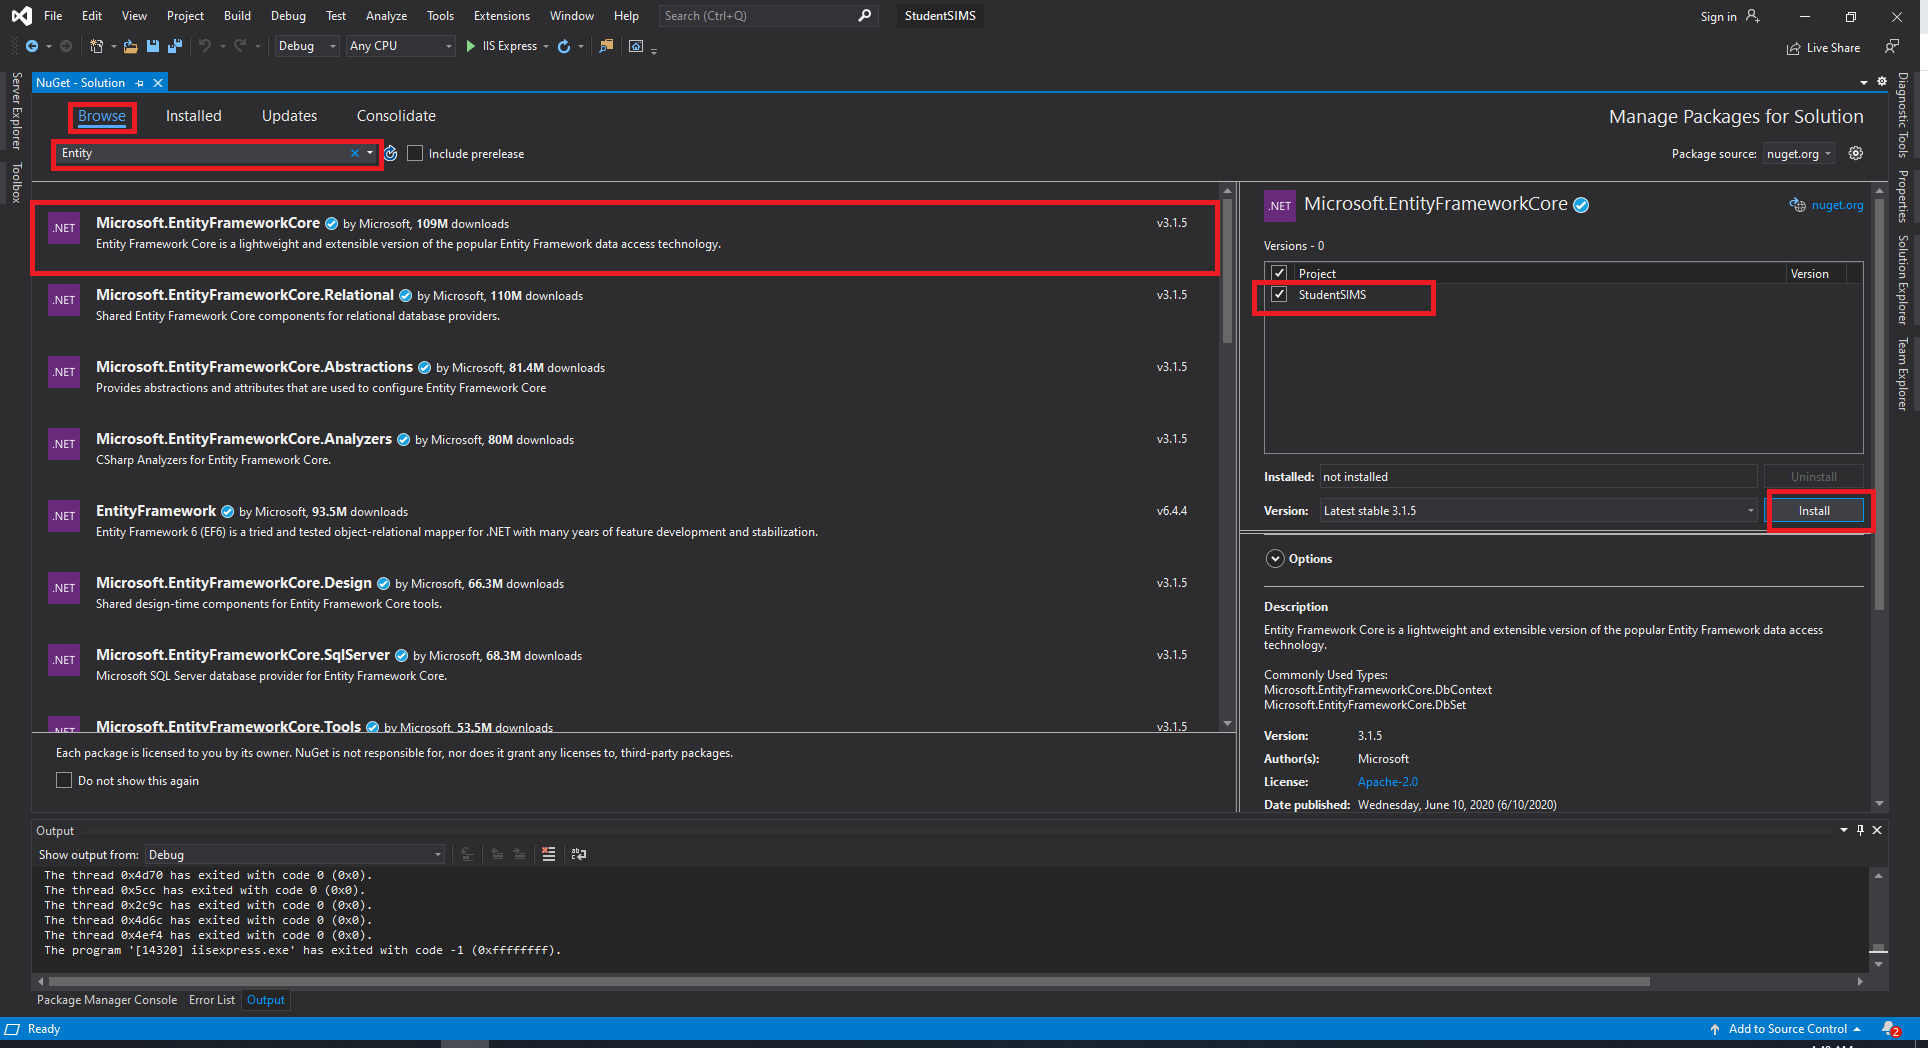 File Edit View Project Build Debug Test Analyze Tools Extensions Window Help Search (Ctrl+Q) StudentSIMS Sign in
Debug Any CPU IIS Express Live Share
NuGet - Solution
Server Explorer
Toolbox
Browse Installed Updates Consolidate Manage Packages for Solution
Entity Include prerelease Package source: nuget.org
.NET Microsoft.EntityFrameworkCore by Microsoft, 109M downloads v3.1.5
Entity Framework Core is a lightweight and extensible version of the popular Entity Framework data access technology.
.NET Microsoft.EntityFrameworkCore.Relational by Microsoft, 110M downloads v3.1.5
Shared Entity Framework Core components for relational database providers.
.NET Microsoft.EntityFrameworkCore.Abstractions by Microsoft, 81.4M downloads v3.1.5
Provides abstractions and attributes that are used to configure Entity Framework Core
.NET Microsoft.EntityFrameworkCore.Analyzers by Microsoft, 80M downloads v3.1.5
CSharp Analyzers for Entity Framework Core.
.NET EntityFramework by Microsoft, 93.5M downloads v6.4.4
Entity Framework 6 (EF6) is a tried and tested object-relational mapper for .NET with many years of feature development and stabilization.
.NET Microsoft.EntityFrameworkCore.Design by Microsoft, 66.3M downloads v3.1.5
Shared design-time components for Entity Framework Core tools.
.NET Microsoft.EntityFrameworkCore.SqlServer by Microsoft, 68.3M downloads v3.1.5
Microsoft SQL Server database provider for Entity Framework Core.
.NET Microsoft.EntityFrameworkCore.Tools by Microsoft, 53.5M downloads v3.1.5
Each package is licensed to you by its owner. NuGet is not responsible for, nor does it grant any licenses to, third-party packages.
Do not show this again
.NET Microsoft.EntityFrameworkCore nuget.org
Versions - 0
Project Version
StudentSIMS
Installed: not installed Uninstall
Version: Latest stable 3.1.5 Install
Options
Description
Entity Framework Core is a lightweight and extensible version of the popular Entity Framework data access
technology.
Commonly Used Types:
Microsoft.EntityFrameworkCore.DbContext
Microsoft.EntityFrameworkCore.DbSet
Version: 3.1.5
Author(s): Microsoft
License: Apache-2.0
Date published: Wednesday, June 10, 2020 (6/10/2020)
Diagnostic Tools
Properties
Solution Explorer
Team Explorer
Output
Show output from: Debug
The thread 0x4d70 has exited with code 0 (0x0).
The thread 0x5cc has exited with code 0 (0x0).
The thread 0x2c9c has exited with code 0 (0x0).
The thread 0x4d6c has exited with code 0 (0x0).
The thread 0x4ef4 has exited with code 0 (0x0).
The program '[14320] iisexpress.exe' has exited with code -1 (0xffffffff).
Package Manager Console Error List Output
Ready Add to Source Control 2